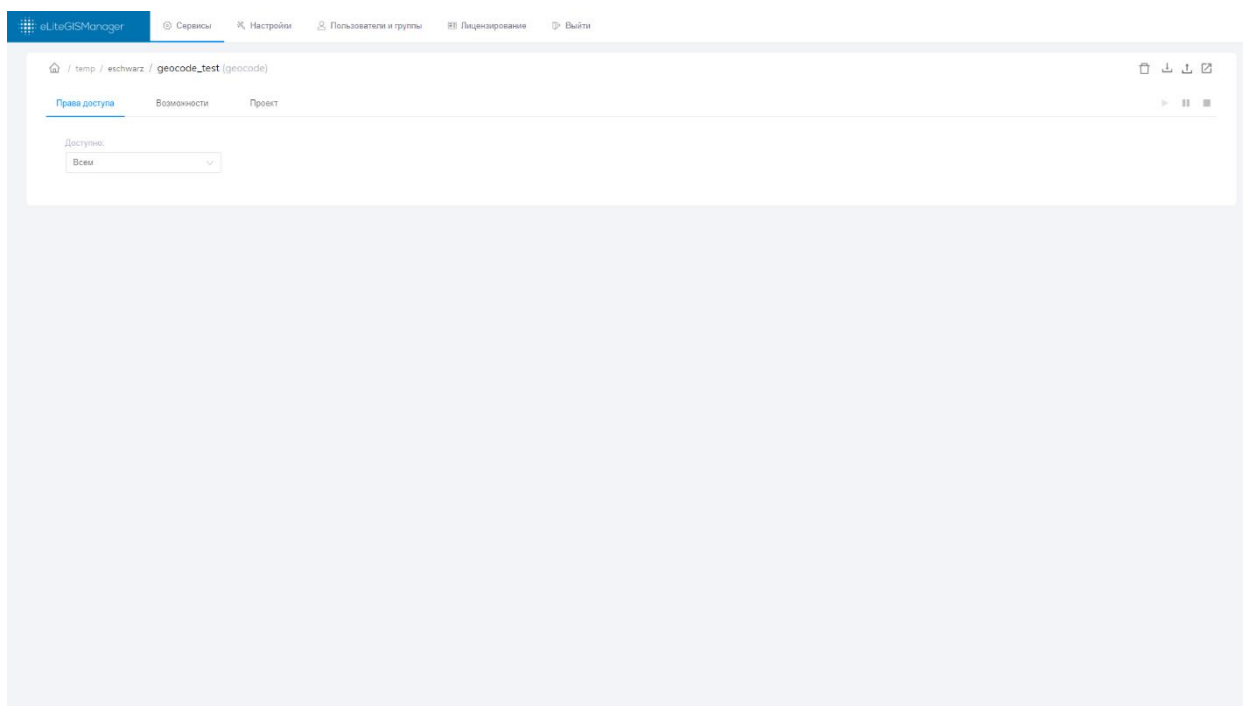 eLiteGISManager Сервисы Настройки Пользователи и группы Лицензирование Выйти
/ temp / eschwarz / geocode_test (geocode)
Права доступа Возможности Проект
Доступно:
Всем